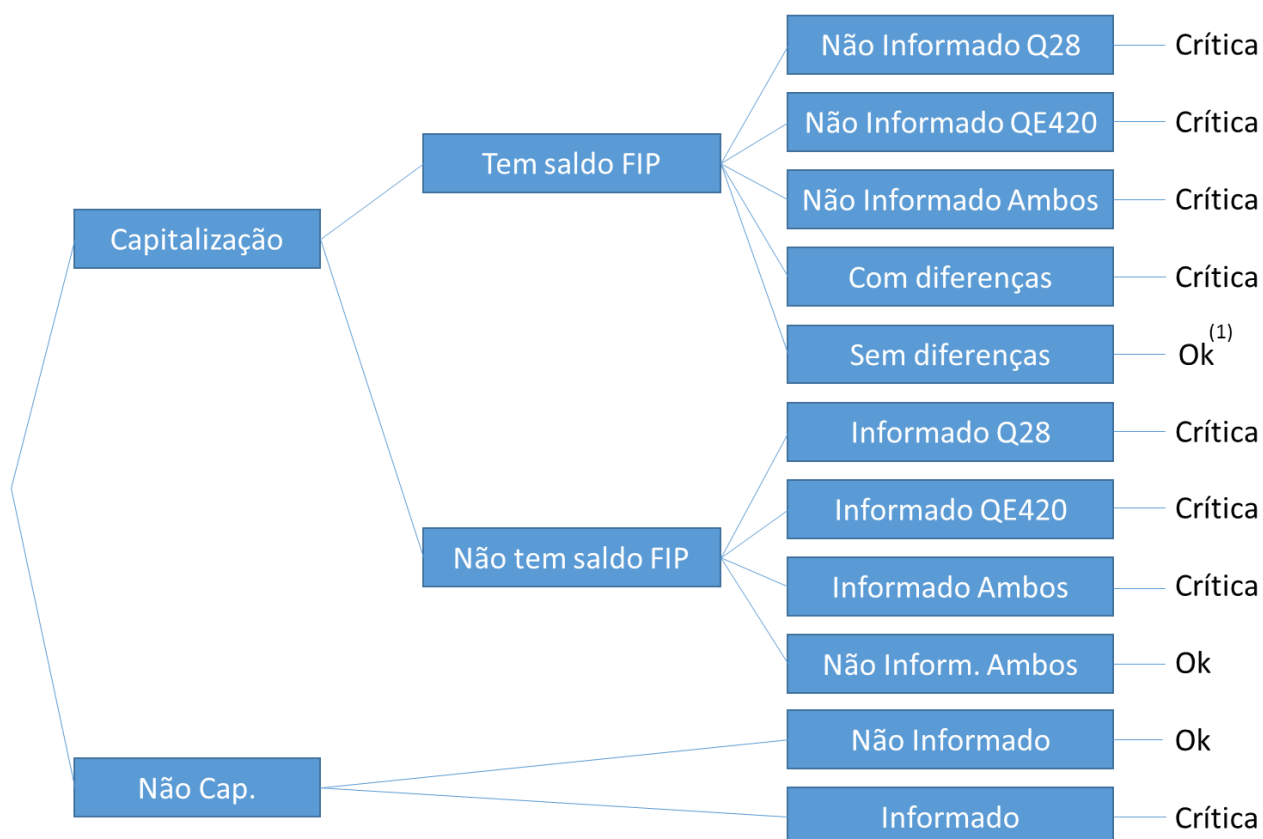 Não Informado Q28
Crítica
Não Informado QE420
Crítica
Tem saldo FIP
Não Informado Ambos
Crítica
Capitalização
Com diferenças
Crítica
Sem diferenças
Ok(1)
Informado Q28
Crítica
Informado QE420
Crítica
Não tem saldo FIP
Informado Ambos
Crítica
Não Inform. Ambos
Ok
Não Informado
Ok
Não Cap.
Informado
Crítica